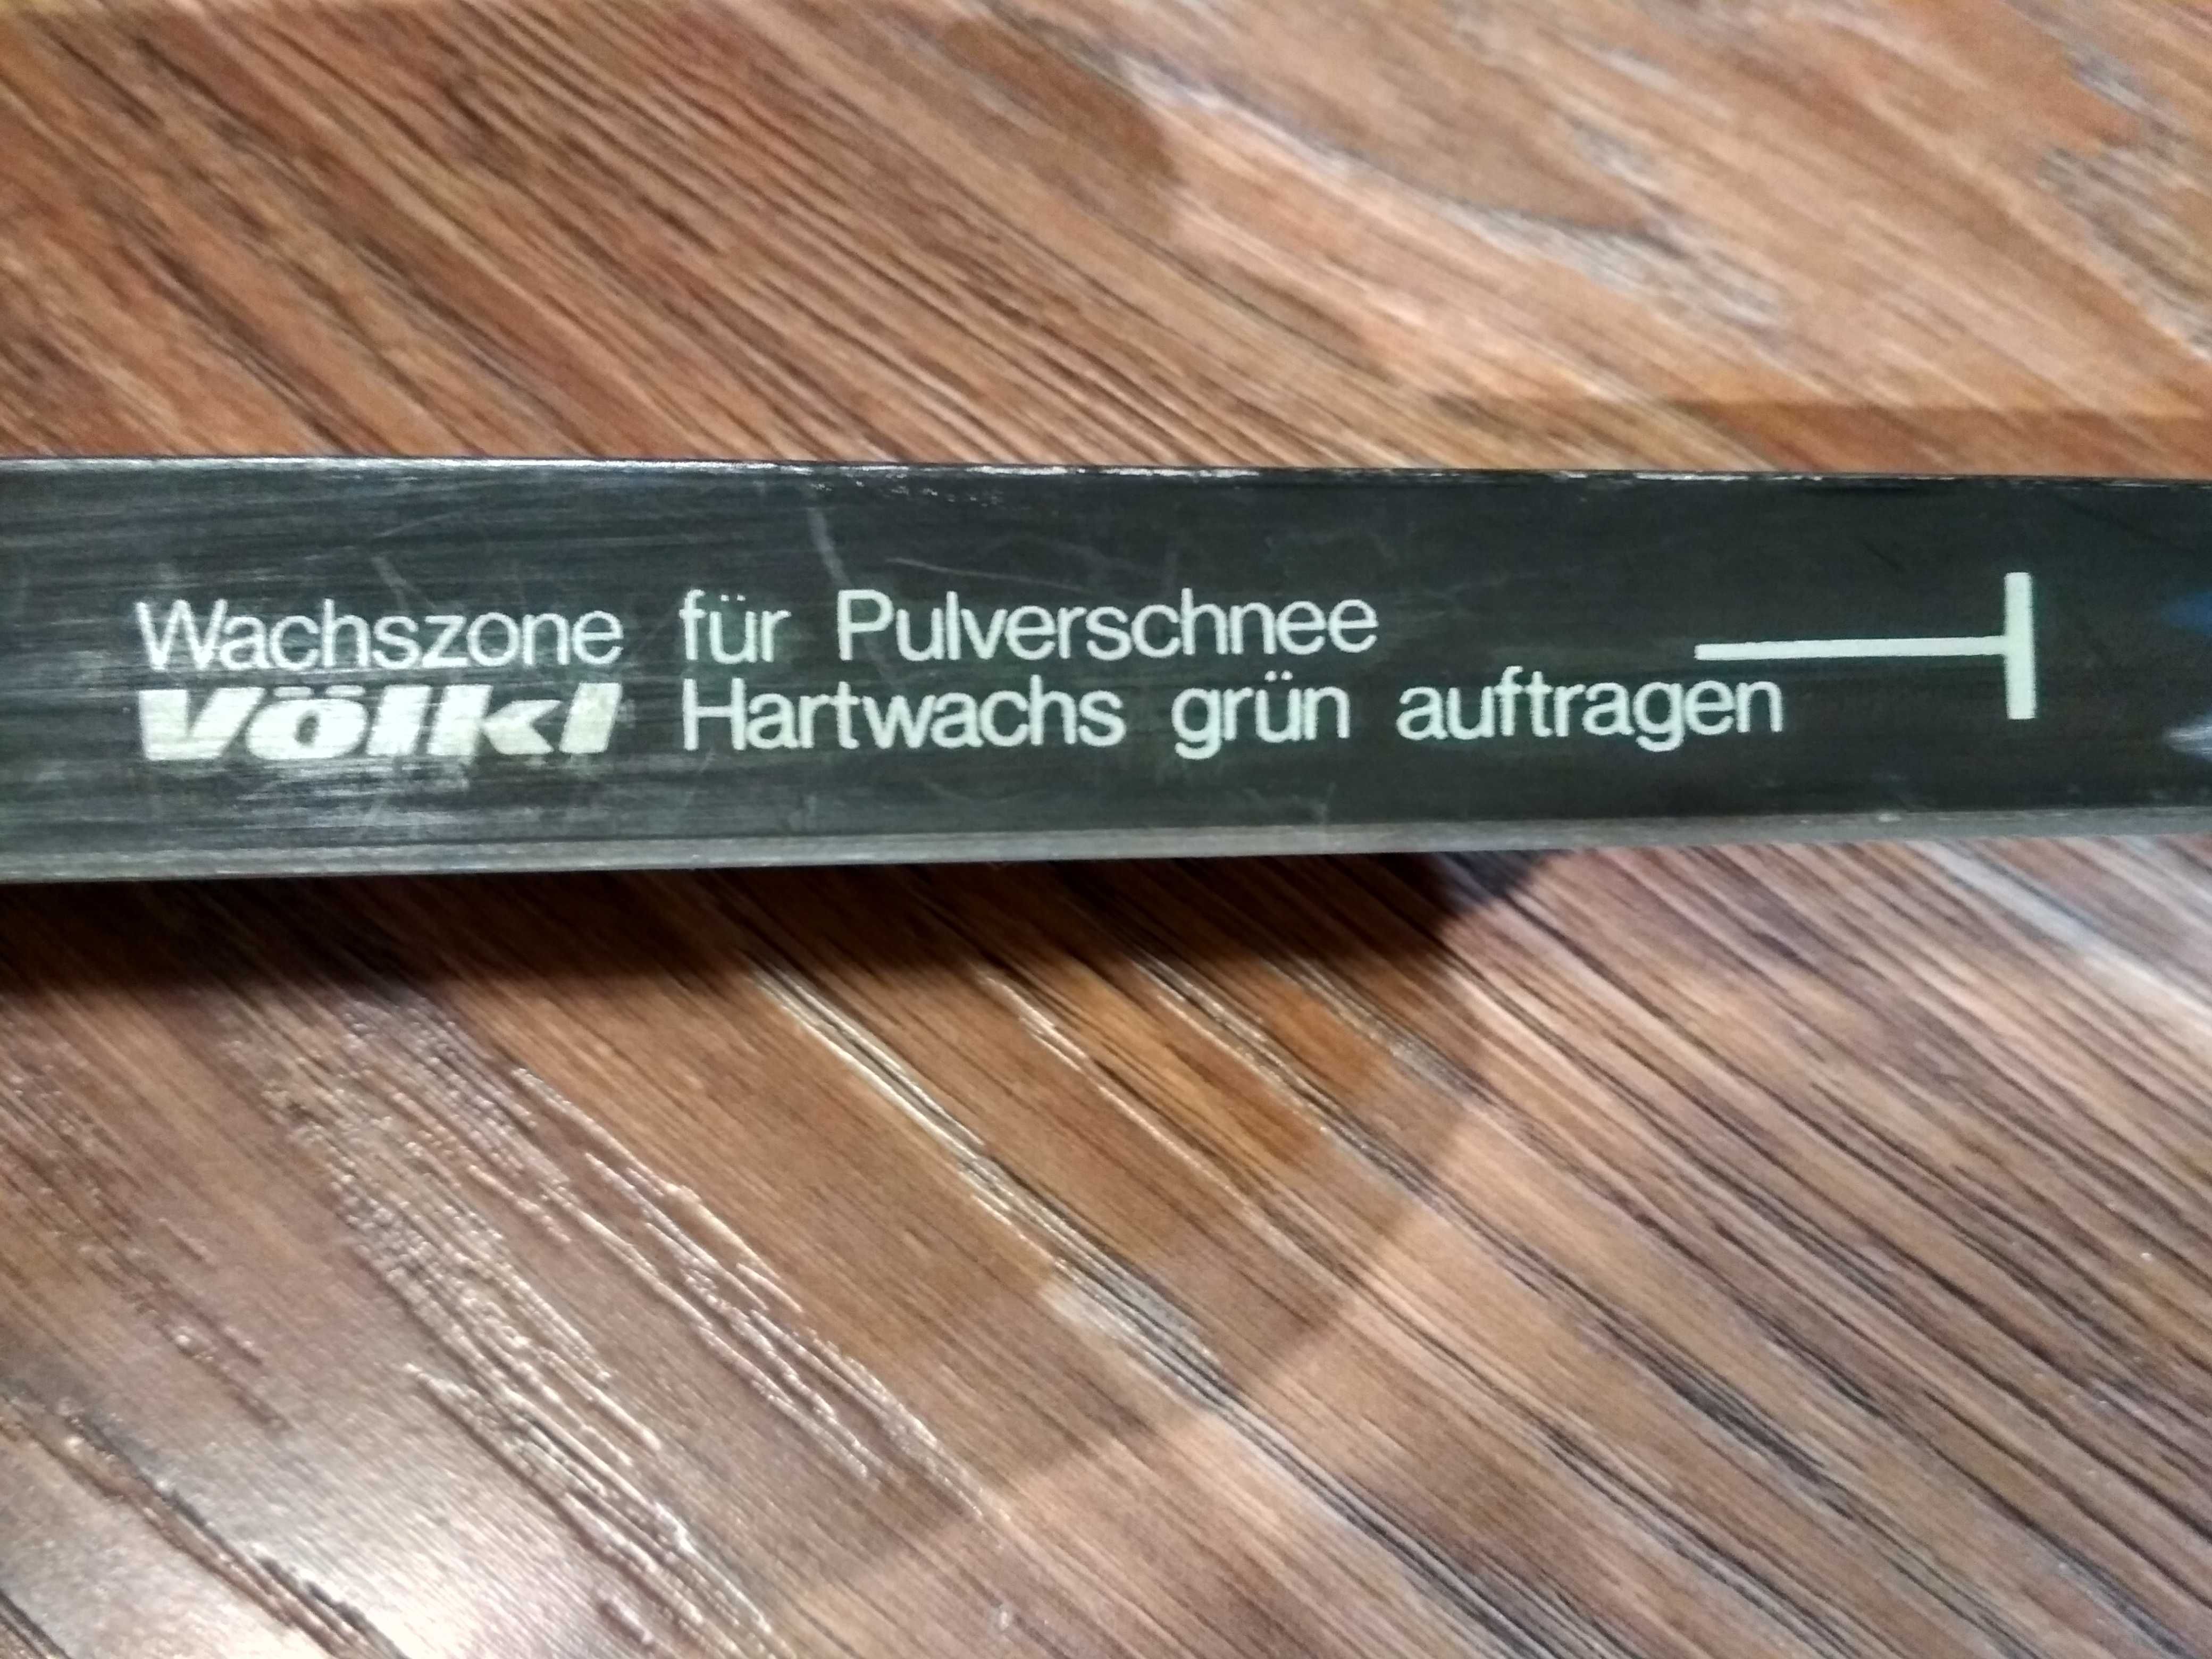 Wachszone für Pulverschnee
Völkl Hartwachs grün auftragen